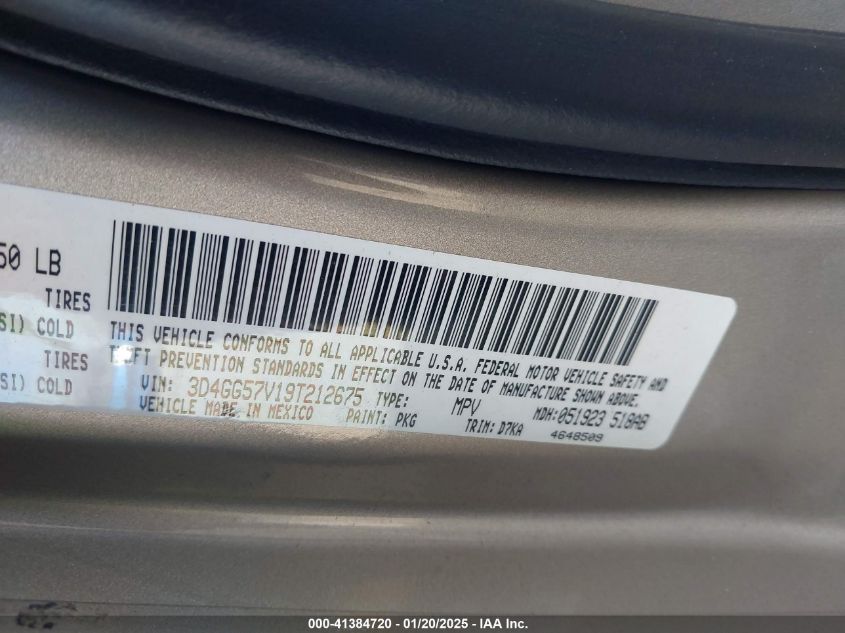 50 LB
TIRES
SI) COLD
TIRES
SI) COLD
THIS VEHICLE CONFORMS TO ALL APPLICABLE U.S.A. FEDERAL MOTOR VEHICLE SAFETY AND
THEFT PREVENTION STANDARDS IN EFFECT ON THE DATE OF MANUFACTURE SHOWN ABOVE.
VIN: 3D4GG57V19T212675 TYPE: MPV MDH:051923 518AB
VEHICLE MADE IN MEXICO PAINT: PKG TRIM: D7KA 4648509
000-41384720 — 01/20/2025 — IAA Inc.